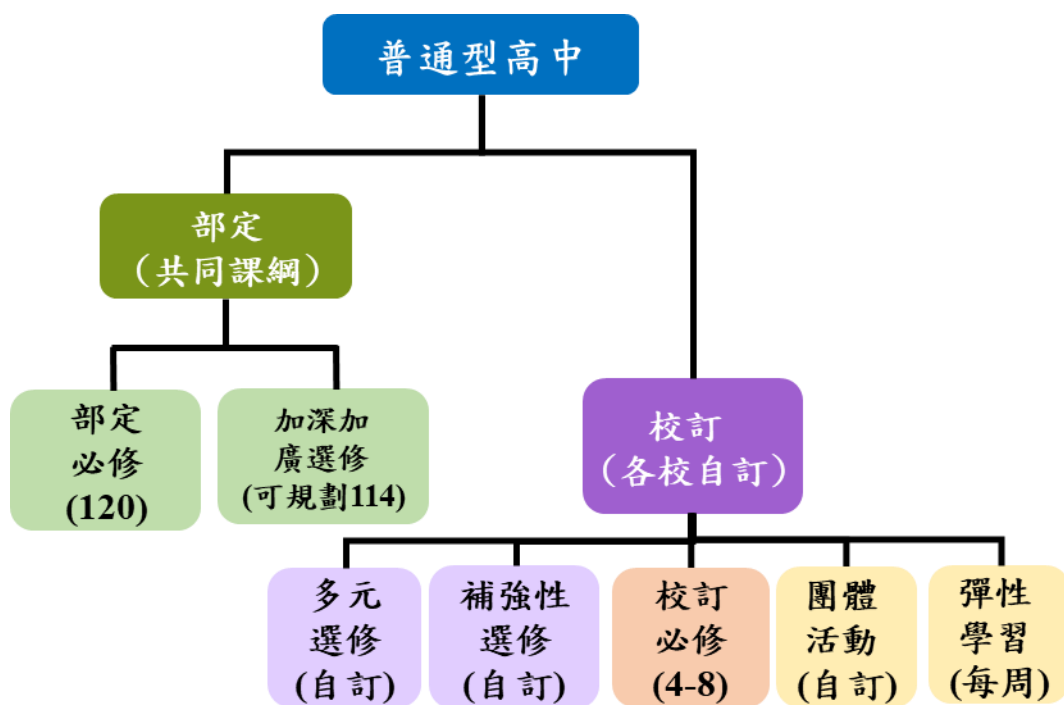 普通型高中
部定
（共同課綱）
部定
必修
(120)
加深加
廣選修
(可規劃114)
校訂
（各校自訂）
多元
選修
(自訂)
補強性
選修
(自訂)
校訂
必修
(4-8)
團體
活動
(自訂)
彈性
學習
(每周)